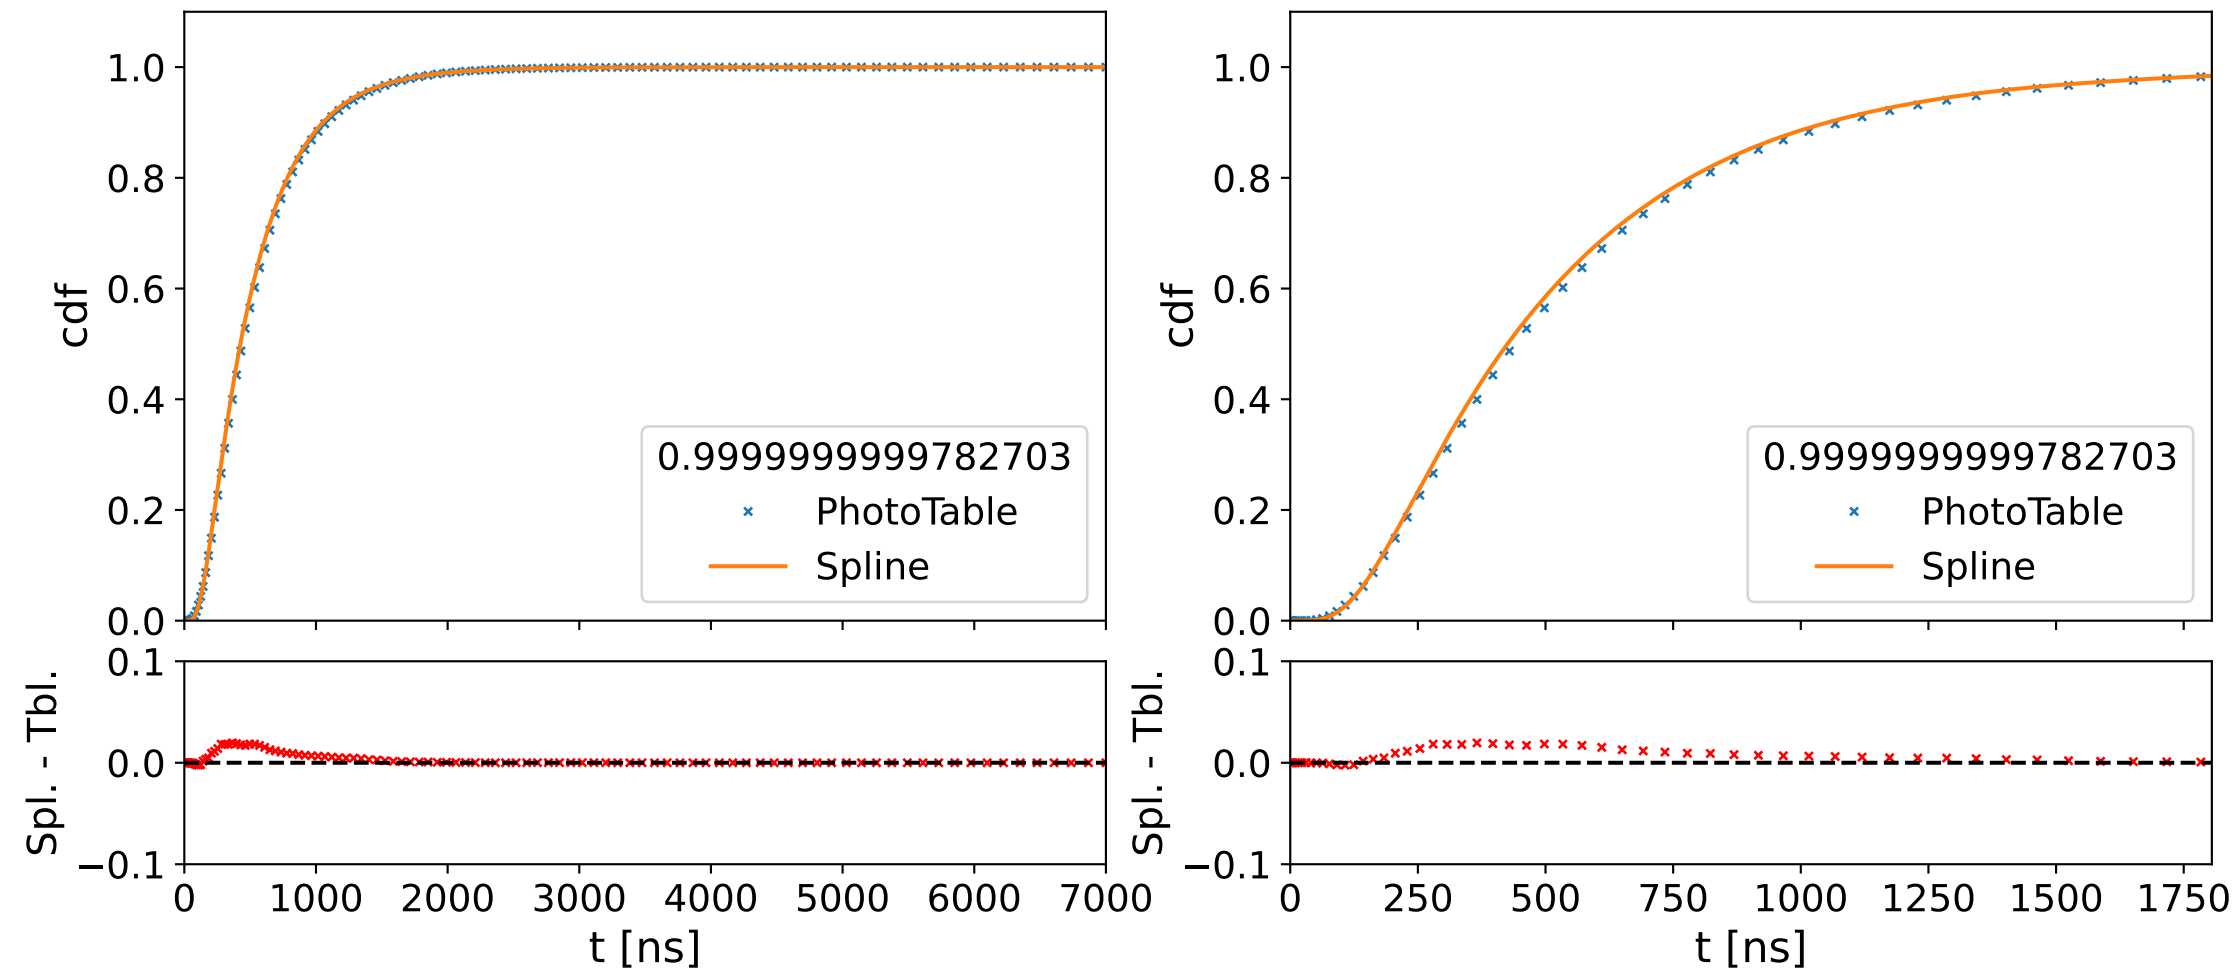 cdf
1.0
0.8
0.6
0.4
0.2
0.0
0.9999999999782703
PhotoTable
Spline
Spl. - Tbl.
0.1
0.0
−0.1
0 1000 2000 3000 4000 5000 6000 7000
t [ns]
cdf
1.0
0.8
0.6
0.4
0.2
0.0
0.9999999999782703
PhotoTable
Spline
Spl. - Tbl.
0.1
0.0
−0.1
0 250 500 750 1000 1250 1500 1750
t [ns]